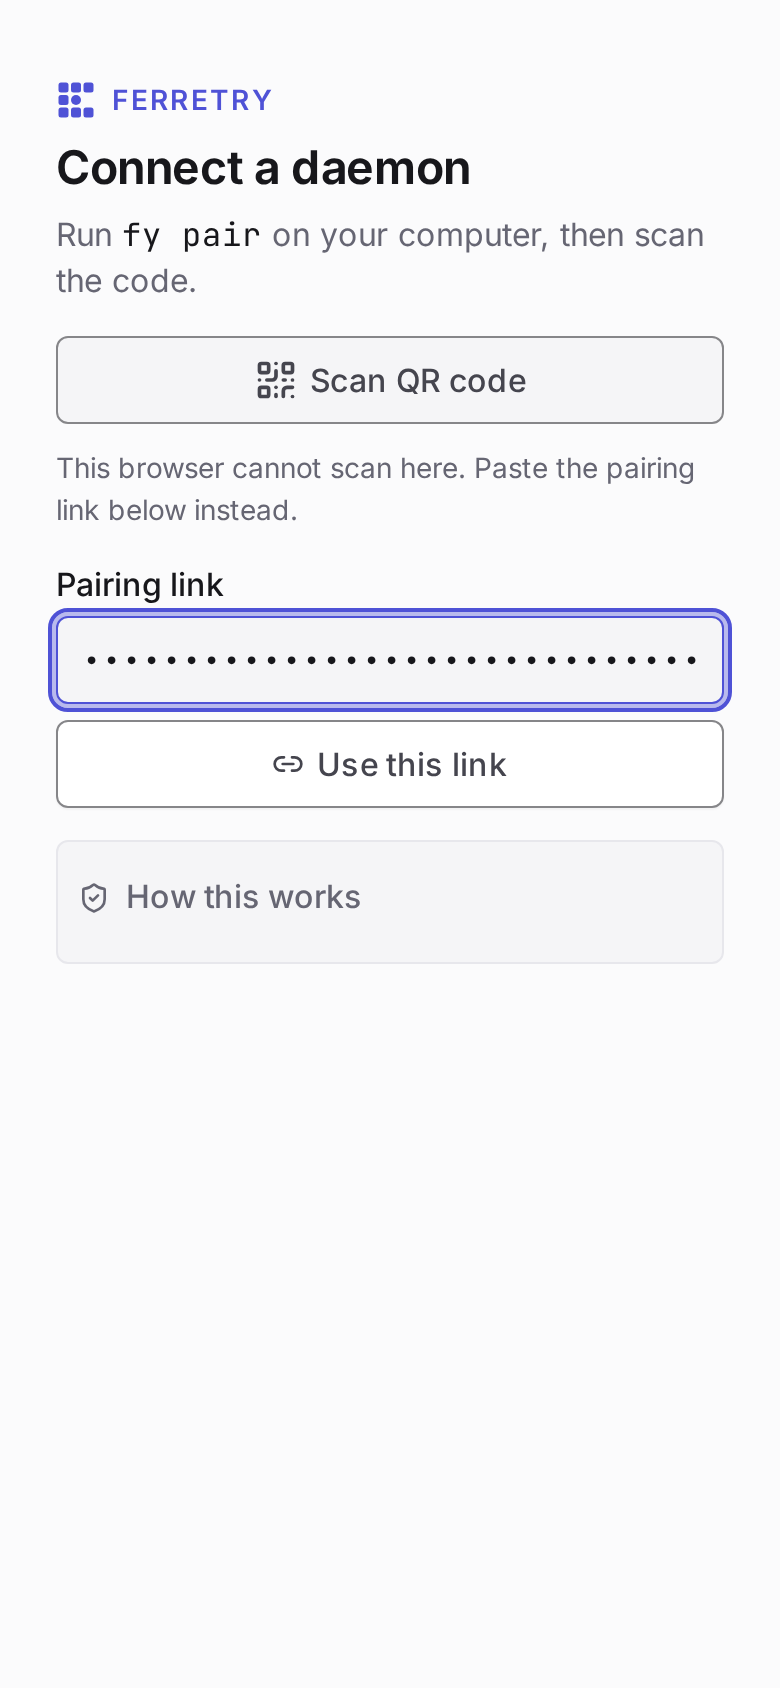 FERRETRY
Connect a daemon
Run fy pair on your computer, then scan
the code.
Scan QR code
This browser cannot scan here. Paste the pairing
link below instead.
Pairing link
•••••••••••••••••••••••••••••••
Use this link
How this works